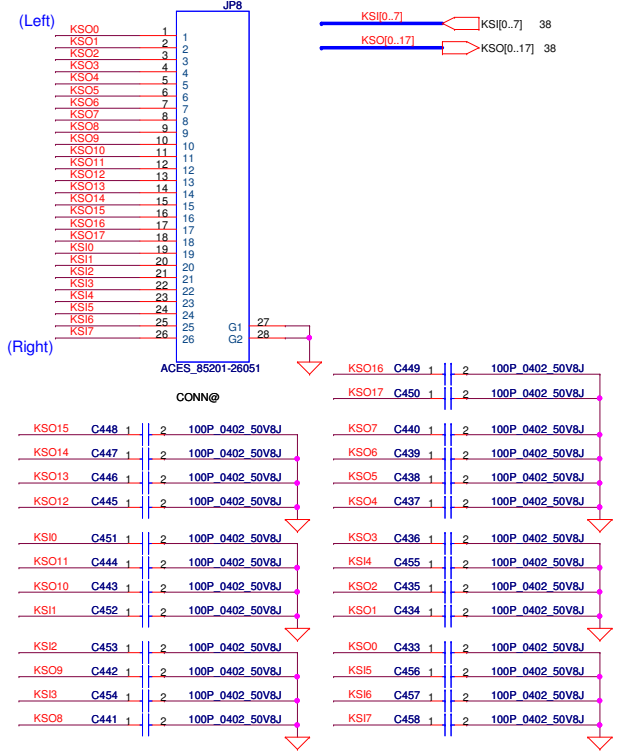 JP8
(Left)
KSO0 1 1
KSO1 2 2
KSO2 3 3
KSO3 4 4
KSO4 5 5
KSO5 6 6
KSO6 7 7
KSO7 8 8
KSO8 9 9
KSO9 10 10
KSO10 11 11
KSO11 12 12
KSO12 13 13
KSO13 14 14
KSO14 15 15
KSO15 16 16
KSO16 17 17
KSO17 18 18
KSI0 19 19
KSI1 20 20
KSI2 21 21
KSI3 22 22
KSI4 23 23
KSI5 24 24
KSI6 25 25
KSI7 26 26
G1 27
G2 28
(Right)
ACES_85201-26051
CONN@
KSI[0..7] KSI[0..7] 38
KSO[0..17] KSO[0..17] 38
KSO16 C449 1 2 100P_0402_50V8J
KSO17 C450 1 2 100P_0402_50V8J
KSO15 C448 1 2 100P_0402_50V8J
KSO14 C447 1 2 100P_0402_50V8J
KSO13 C446 1 2 100P_0402_50V8J
KSO12 C445 1 2 100P_0402_50V8J
KSI0 C451 1 2 100P_0402_50V8J
KSO11 C444 1 2 100P_0402_50V8J
KSO10 C443 1 2 100P_0402_50V8J
KSI1 C452 1 2 100P_0402_50V8J
KSI2 C453 1 2 100P_0402_50V8J
KSO9 C442 1 2 100P_0402_50V8J
KSI3 C454 1 2 100P_0402_50V8J
KSO8 C441 1 2 100P_0402_50V8J
KSO7 C440 1 2 100P_0402_50V8J
KSO6 C439 1 2 100P_0402_50V8J
KSO5 C438 1 2 100P_0402_50V8J
KSO4 C437 1 2 100P_0402_50V8J
KSO3 C436 1 2 100P_0402_50V8J
KSI4 C455 1 2 100P_0402_50V8J
KSO2 C435 1 2 100P_0402_50V8J
KSO1 C434 1 2 100P_0402_50V8J
KSO0 C433 1 2 100P_0402_50V8J
KSI5 C456 1 2 100P_0402_50V8J
KSI6 C457 1 2 100P_0402_50V8J
KSI7 C458 1 2 100P_0402_50V8J